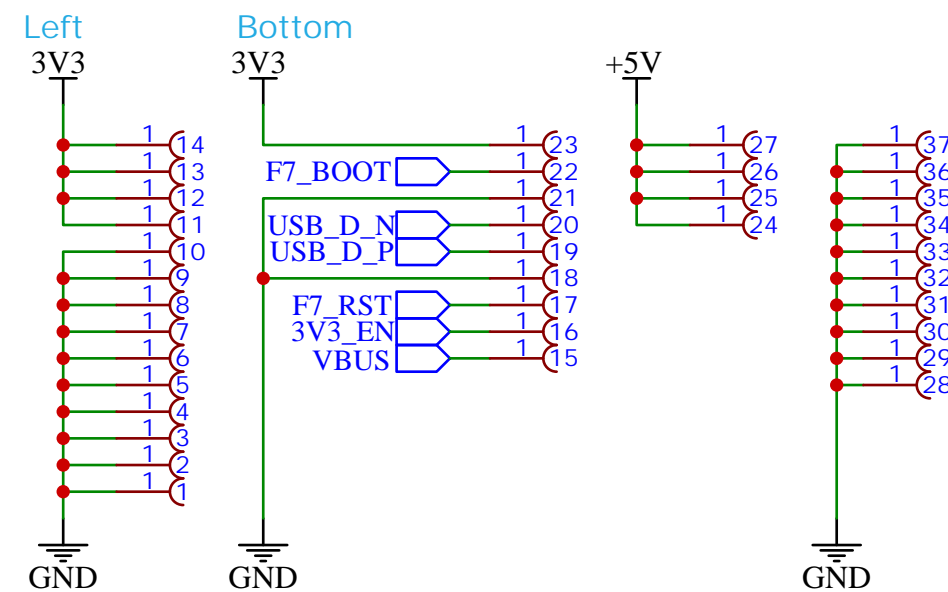 Left
Bottom
3V3
3V3
+5V
1 14
1 13
1 12
1 11
1 10
1 9
1 8
1 7
1 6
1 5
1 4
1 3
1 2
1 1
GND
1 23
F7_BOOT 1 22
1 21
USB_D_N 1 20
USB_D_P 1 19
1 18
F7_RST 1 17
3V3_EN 1 16
VBUS 1 15
GND
1 27
1 26
1 25
1 24
1 37
1 36
1 35
1 34
1 33
1 32
1 31
1 30
1 29
1 28
GND